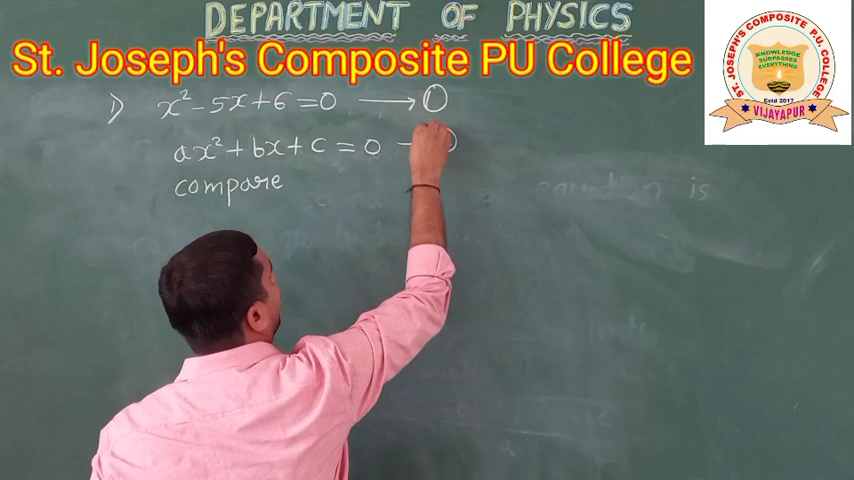 DEPARTMENT OF PHYSICS
St. Joseph's Composite PU College
ST. JOSEPH'S COMPOSITE P.U. COLLEGE
KNOWLEDGE
SURPASSES
EVERYTHING
Estd 2017
VIJAYAPUR
1) x² - 5x + 6 = 0 ⟶ ①
ax² + bx + c = 0 –
compare
equation is